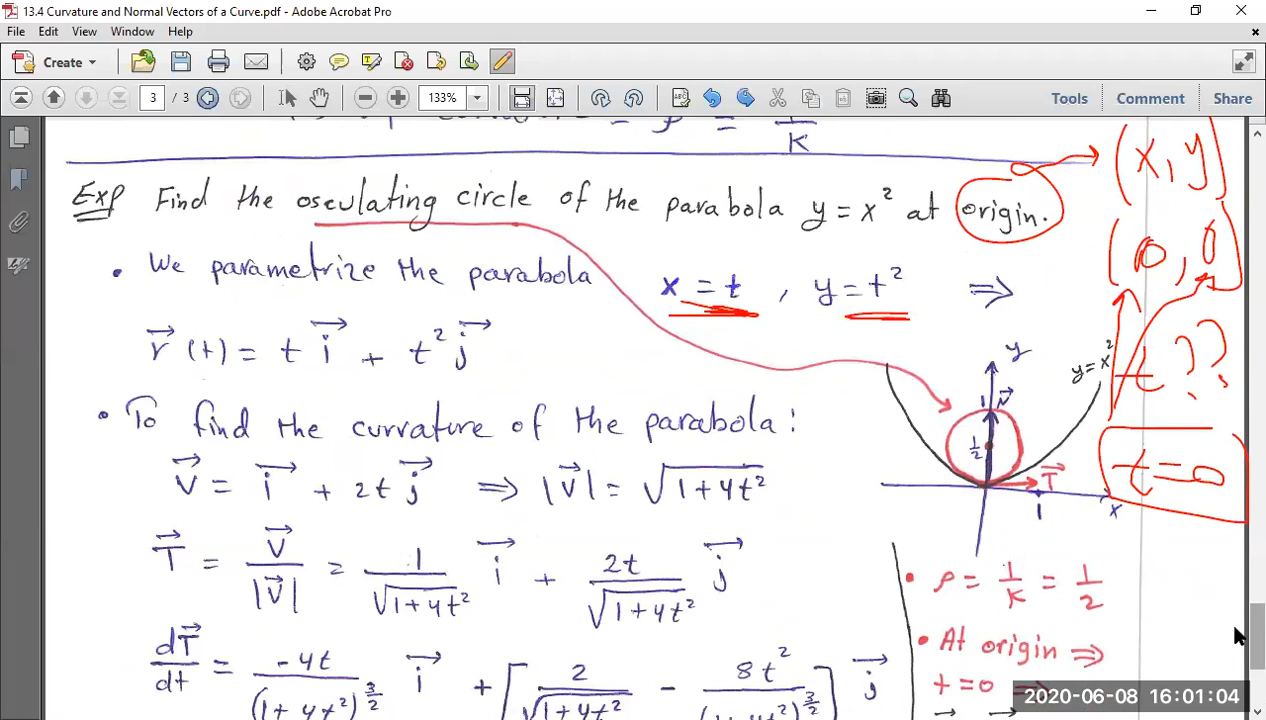 13.4 Curvature and Normal Vectors of a Curve.pdf - Adobe Acrobat Pro
File Edit View Window Help
Create
3 / 3
133%
Tools Comment Share
= ρ = 1/K
Exp Find the osculating circle of the parabola y = x² at origin.
(x, y)
(0, 0)
• We parametrize the parabola x = t , y = t² ⇒
t ??
t = 0
r⃗ (t) = t i⃗ + t² j⃗
y
y = x²
1 N⃗
1/2
T⃗
1 x
• To find the curvature of the parabola :
v⃗ = i⃗ + 2t j⃗ ⇒ |v⃗| = √(1+4t²)
T⃗ = v⃗/|v⃗| = 1/√(1+4t²) i⃗ + 2t/√(1+4t²) j⃗
dT⃗/dt = -4t/(1+4t²)^(3/2) i⃗ + [ 2/√(1+4t²) - 8t²/(1+4t²)^(3/2) ] j⃗
• ρ = 1/K = 1/2
• At origin ⇒
t = 0 ⇒
2020-06-08 16:01:04